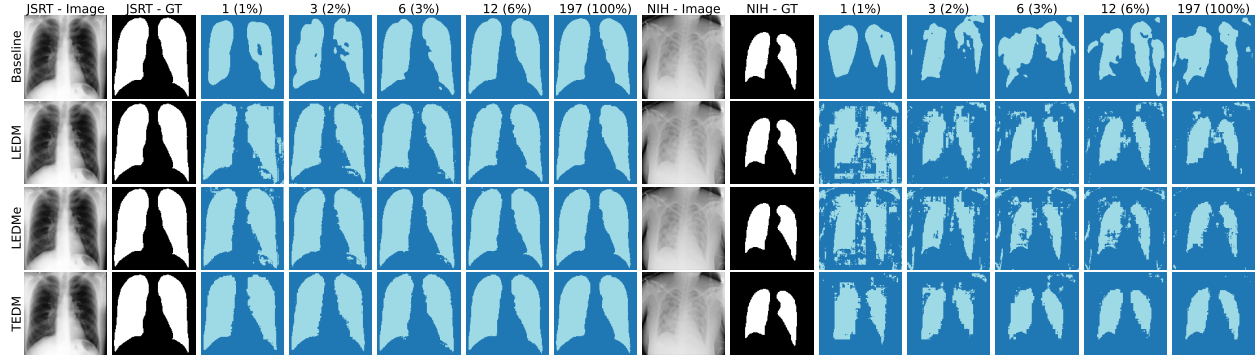 JSRT - Image JSRT - GT 1 (1%) 3 (2%) 6 (3%) 12 (6%) 197 (100%) NIH - Image NIH - GT 1 (1%) 3 (2%) 6 (3%) 12 (6%) 197 (100%)
Baseline
LEDM
LEDMe
TEDM